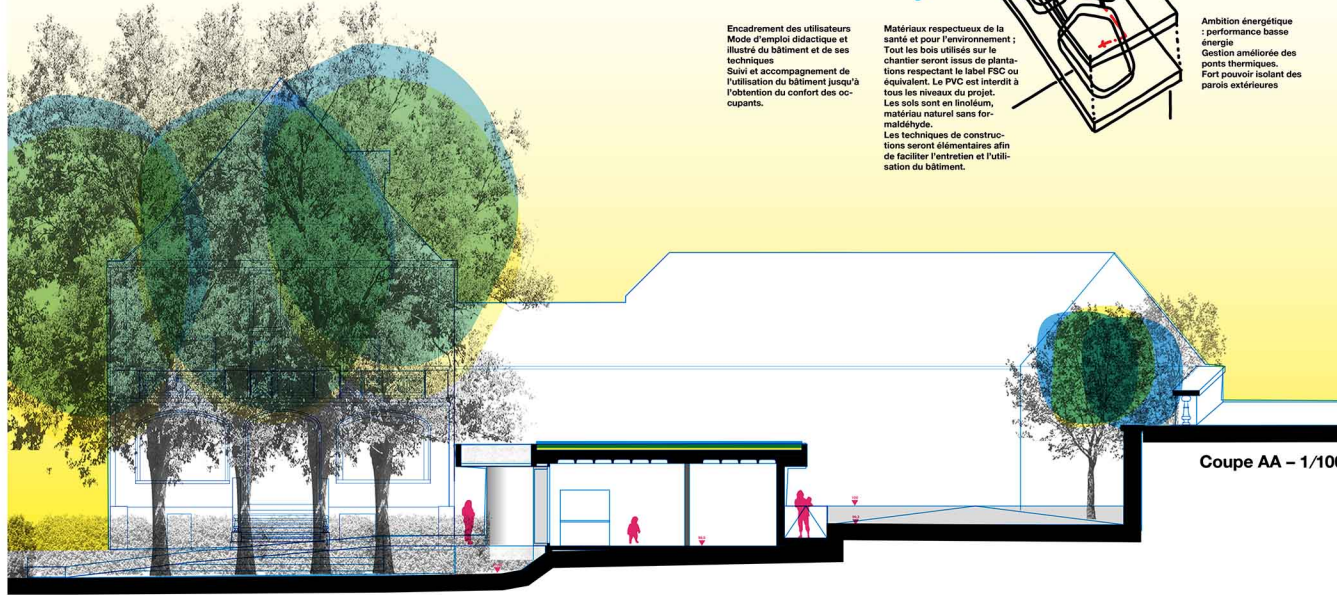 Encadrement des utilisateurs
Mode d'emploi didactique et
illustré du bâtiment et de ses
techniques
Suivi et accompagnement de
l'utilisation du bâtiment jusqu'à
l'obtention du confort des oc-
cupants.
Matériaux respectueux de la
santé et pour l'environnement ;
Tout les bois utilisés sur le
chantier seront issus de planta-
tions respectant le label FSC ou
équivalent. Le PVC est interdit à
tous les niveaux du projet.
Les sols sont en linoléum,
matériau naturel sans for-
maldéhyde.
Les techniques de construc-
tions seront élémentaires afin
de faciliter l'entretien et l'utili-
sation du bâtiment.
Ambition énergétique
: performance basse
énergie
Gestion améliorée des
ponts thermiques.
Fort pouvoir isolant des
parois extérieures
Coupe AA – 1/100